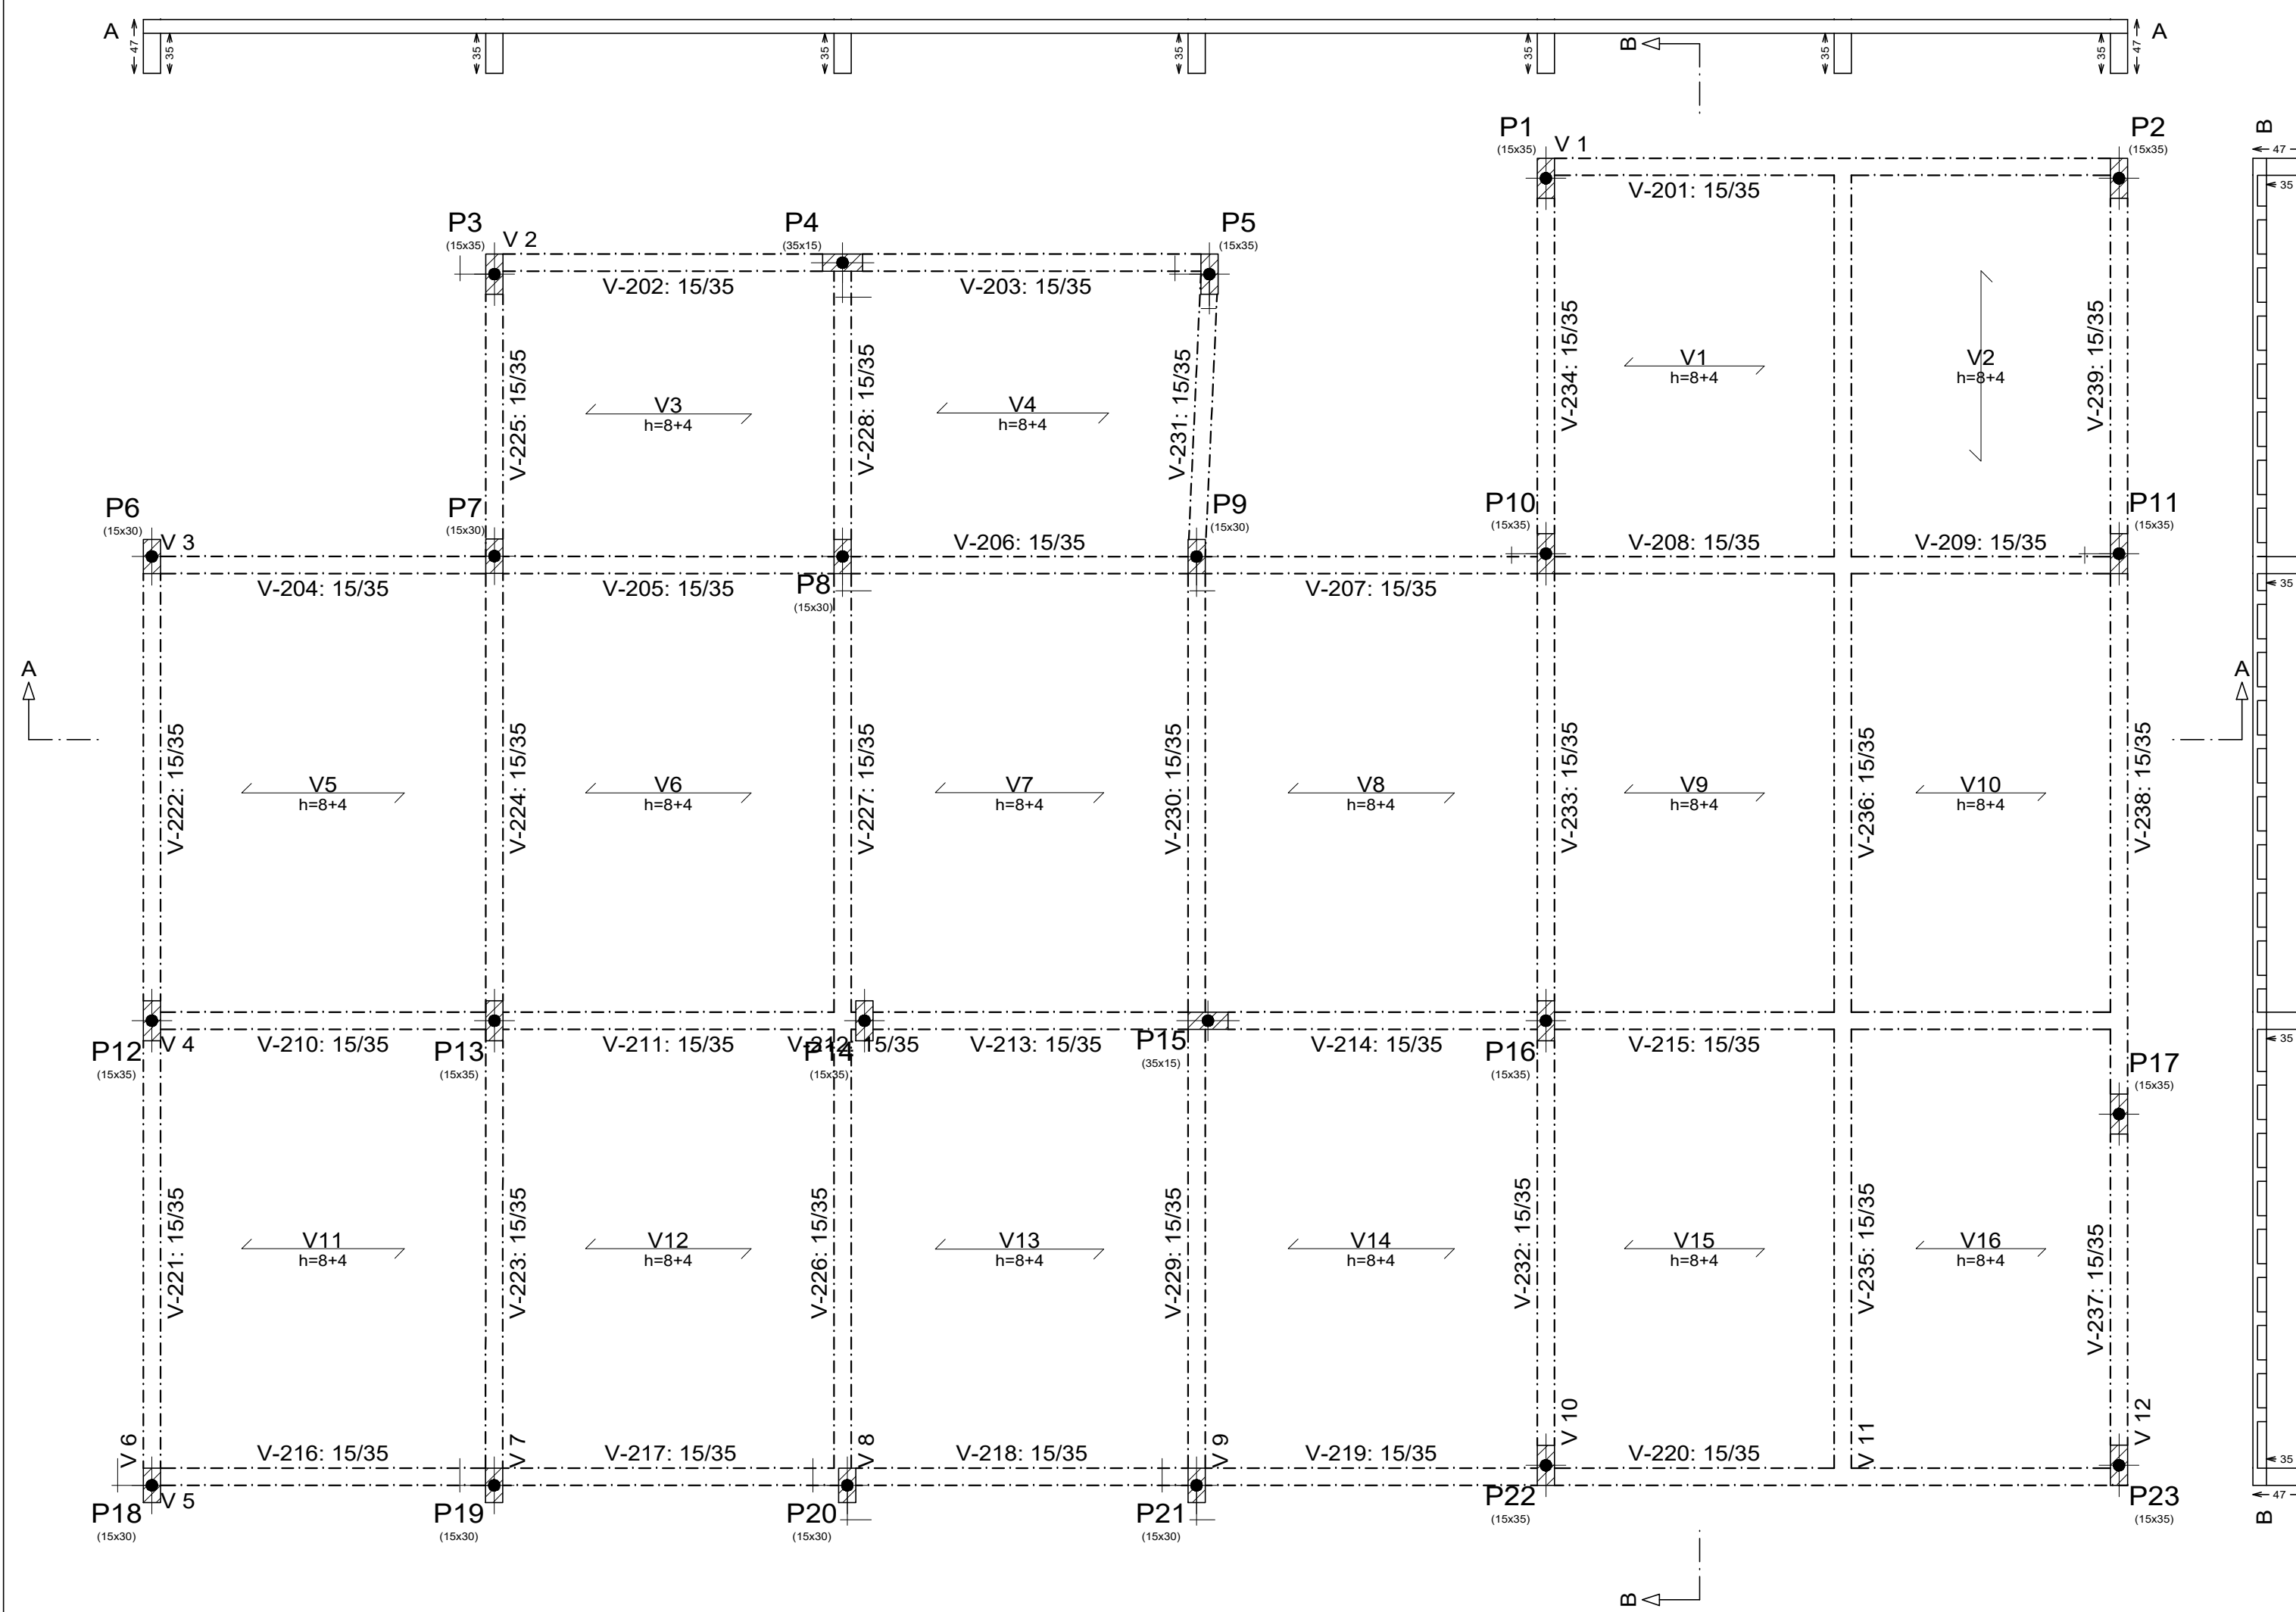 A
47
35
35
35
35
35
35
35
47
A
B
P1
(15x35)
V 1
P2
(15x35)
B
47
V-201: 15/35
35
P3
(15x35)
V 2
P4
(35x15)
P5
(15x35)
V-202: 15/35
V-203: 15/35
V-225: 15/35
V-228: 15/35
V-231: 15/35
V-234: 15/35
V-239: 15/35
V1
h=8+4
V2
h=8+4
V3
h=8+4
V4
h=8+4
P6
(15x30)
V 3
P7
(15x30)
P9
(15x30)
P10
(15x35)
P11
(15x35)
V-206: 15/35
V-208: 15/35
V-209: 15/35
V-204: 15/35
V-205: 15/35
P8
(15x30)
V-207: 15/35
35
A
A
V-222: 15/35
V-224: 15/35
V-227: 15/35
V-230: 15/35
V-233: 15/35
V-236: 15/35
V-238: 15/35
V5
h=8+4
V6
h=8+4
V7
h=8+4
V8
h=8+4
V9
h=8+4
V10
h=8+4
P12
(15x35)
V 4
V-210: 15/35
P13
(15x35)
V-211: 15/35
V-212: 15/35
P14
(15x35)
V-213: 15/35
P15
(35x15)
V-214: 15/35
P16
(15x35)
V-215: 15/35
35
P17
(15x35)
V-221: 15/35
V-223: 15/35
V-226: 15/35
V-229: 15/35
V-232: 15/35
V-235: 15/35
V-237: 15/35
V11
h=8+4
V12
h=8+4
V13
h=8+4
V14
h=8+4
V15
h=8+4
V16
h=8+4
V 6
V-216: 15/35
V 7
V-217: 15/35
V 8
V-218: 15/35
V 9
V-219: 15/35
V 10
V-220: 15/35
V 11
V 12
35
P18
(15x30)
V 5
P19
(15x30)
P20
(15x30)
P21
(15x30)
P22
(15x35)
P23
(15x35)
47
B
B